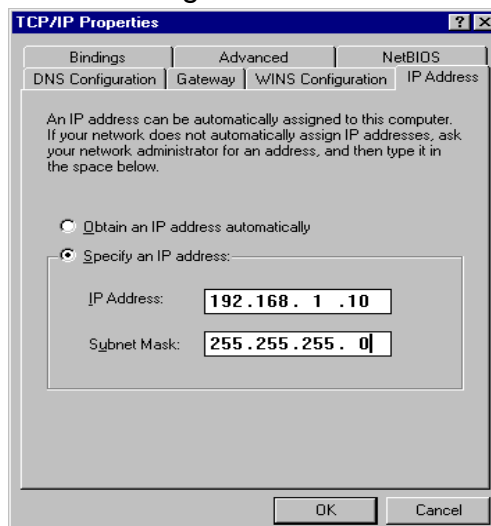 TCP/IP Properties ? X
Bindings Advanced NetBIOS
DNS Configuration Gateway WINS Configuration IP Address
An IP address can be automatically assigned to this computer.
If your network does not automatically assign IP addresses, ask
your network administrator for an address, and then type it in
the space below.
Obtain an IP address automatically
Specify an IP address:
IP Address: 192.168. 1 .10
Subnet Mask: 255.255.255. 0
OK Cancel